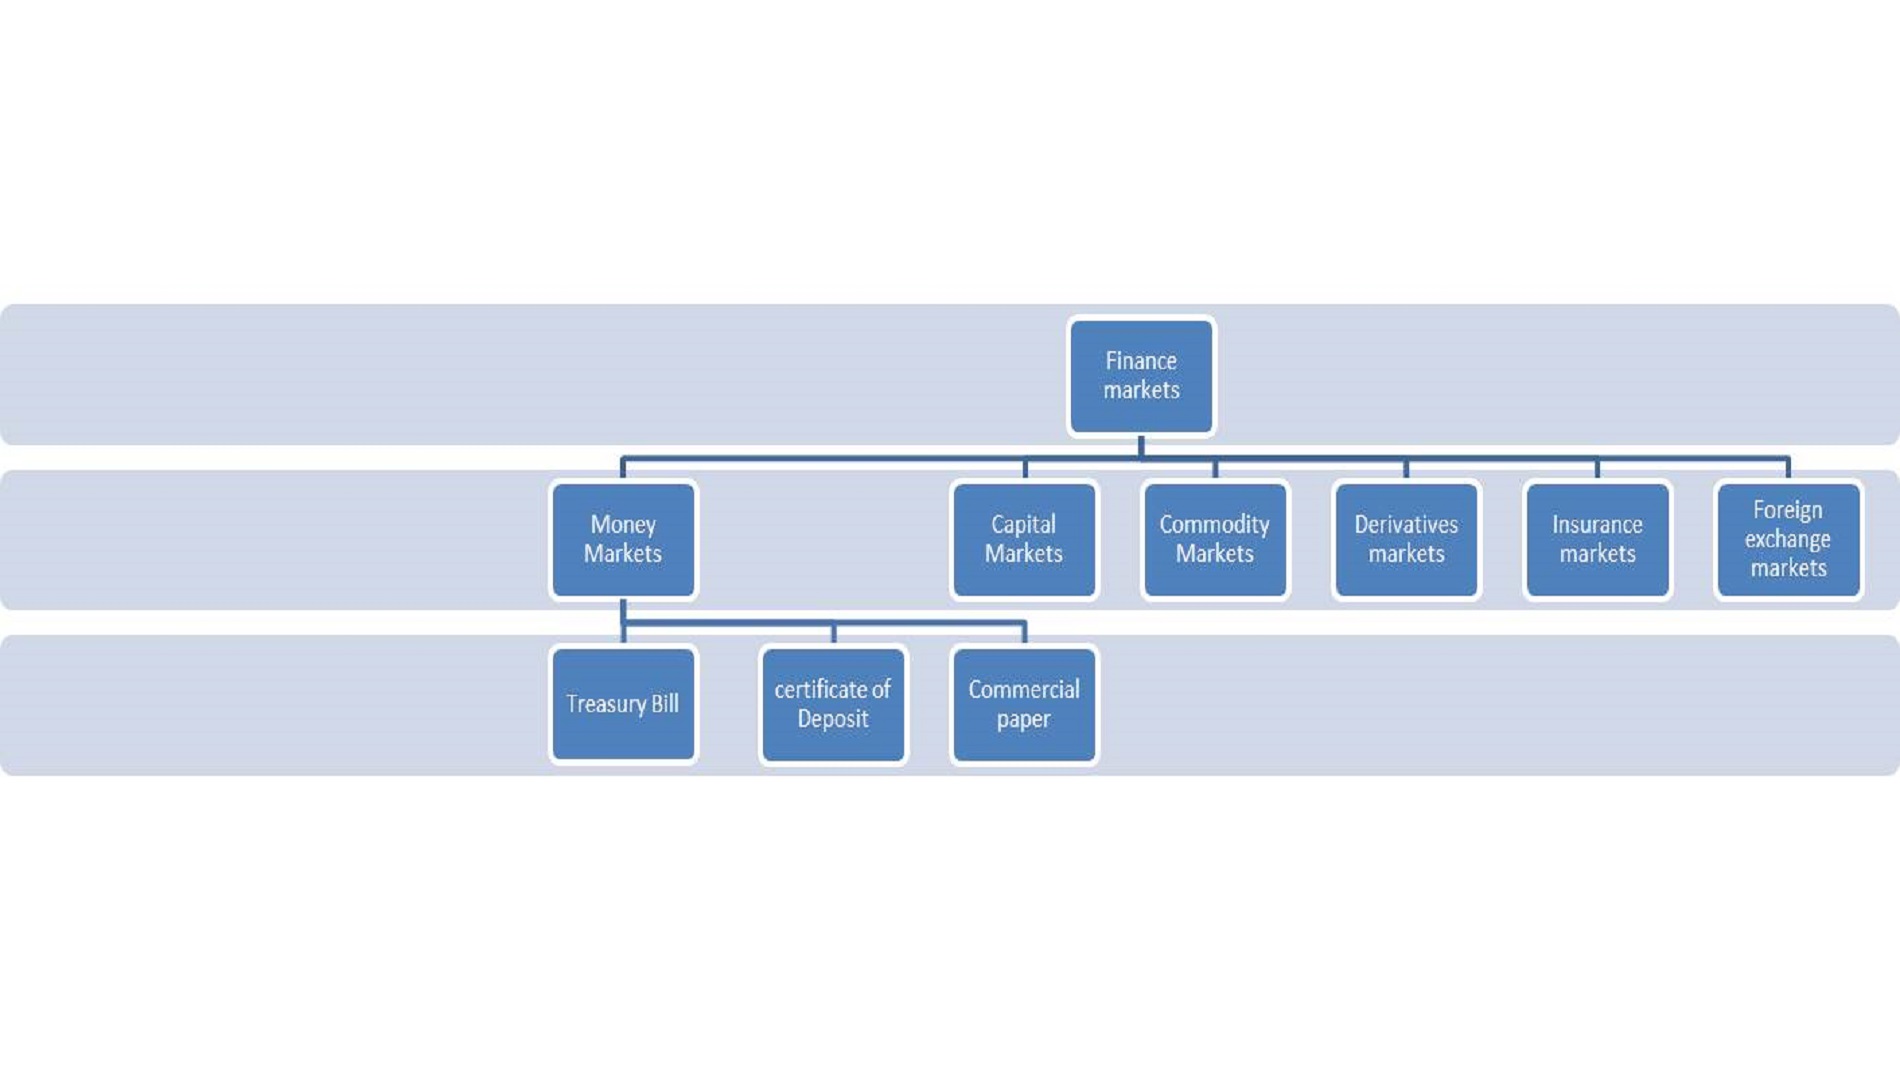 Finance
markets
Money
Markets
Capital
Markets
Commodity
Markets
Derivatives
markets
Insurance
markets
Foreign
exchange
markets
Treasury Bill
certificate of
Deposit
Commercial
paper